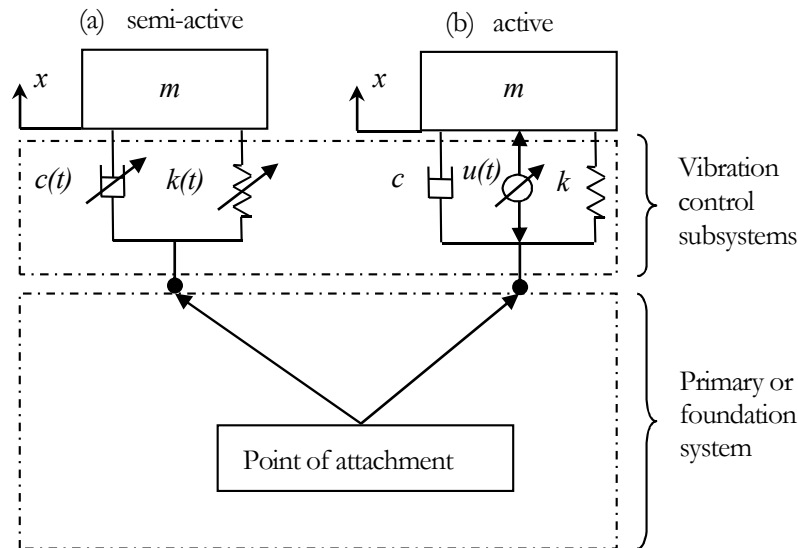 (a) semi-active
(b) active
x
m
x
m
c(t)
k(t)
c
u(t)
k
Vibration
control
subsystems
Primary or
foundation
system
Point of attachment